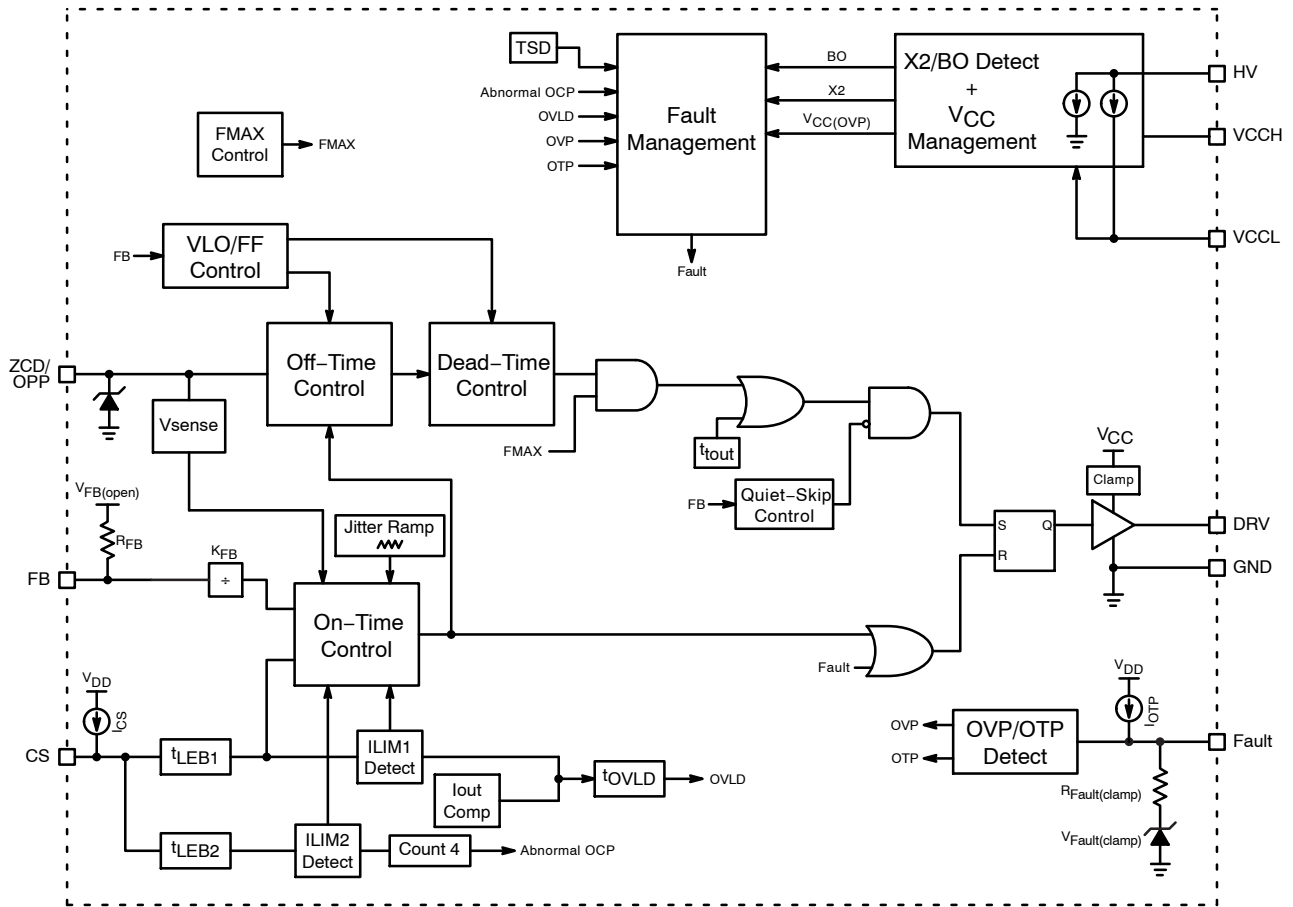 TSD
Abnormal OCP
OVLD
OVP
OTP
Fault
Management
Fault
BO
X2
VCC(OVP)
X2/BO Detect
+
VCC
Management
HV
VCCH
VCCL
FMAX
Control
FMAX
FB
VLO/FF
Control
ZCD/
OPP
Off−Time
Control
Dead−Time
Control
Vsense
FMAX
ttout
FB
Quiet−Skip
Control
VCC
Clamp
S
Q
R
DRV
GND
VFB(open)
RFB
FB
KFB
÷
Jitter Ramp
On−Time
Control
Fault
VDD
ICS
CS
tLEB1
ILIM1
Detect
Iout
Comp
tOVLD
OVLD
tLEB2
ILIM2
Detect
Count 4
Abnormal OCP
OVP
OTP
OVP/OTP
Detect
VDD
IOTP
Fault
RFault(clamp)
VFault(clamp)